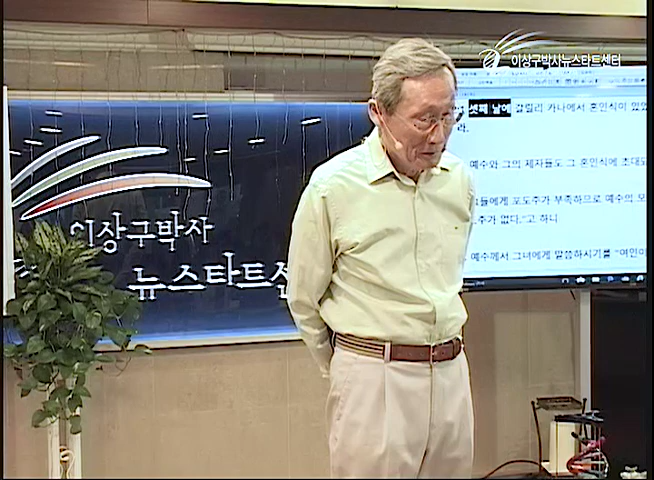 이상구박사뉴스타트센터
셋째 날에 갈릴리 카나에서 혼인식이 있었
라.
예수와 그의 제자들도 그 혼인식에 초대되
들에게 포도주가 부족하므로 예수의 모
주가 없다."고 하니
예수께서 그녀에게 말씀하시기를 "여인이
이상구박사
뉴스타트센